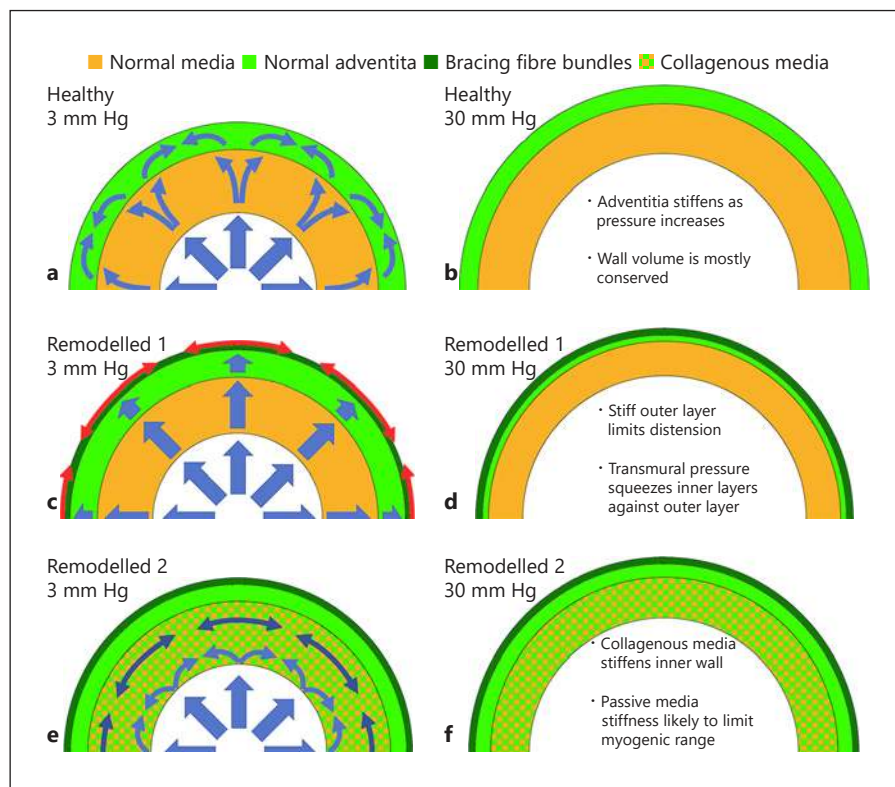 Normal media Normal adventita Bracing fibre bundles Collagenous media
Healthy
3 mm Hg
a
Healthy
30 mm Hg
· Adventitia stiffens as
pressure increases
· Wall volume is mostly
conserved
b
Remodelled 1
3 mm Hg
c
Remodelled 1
30 mm Hg
· Stiff outer layer
limits distension
· Transmural pressure
squeezes inner layers
against outer layer
d
Remodelled 2
3 mm Hg
e
Remodelled 2
30 mm Hg
· Collagenous media
stiffens inner wall
· Passive media
stiffness likely to limit
myogenic range
f